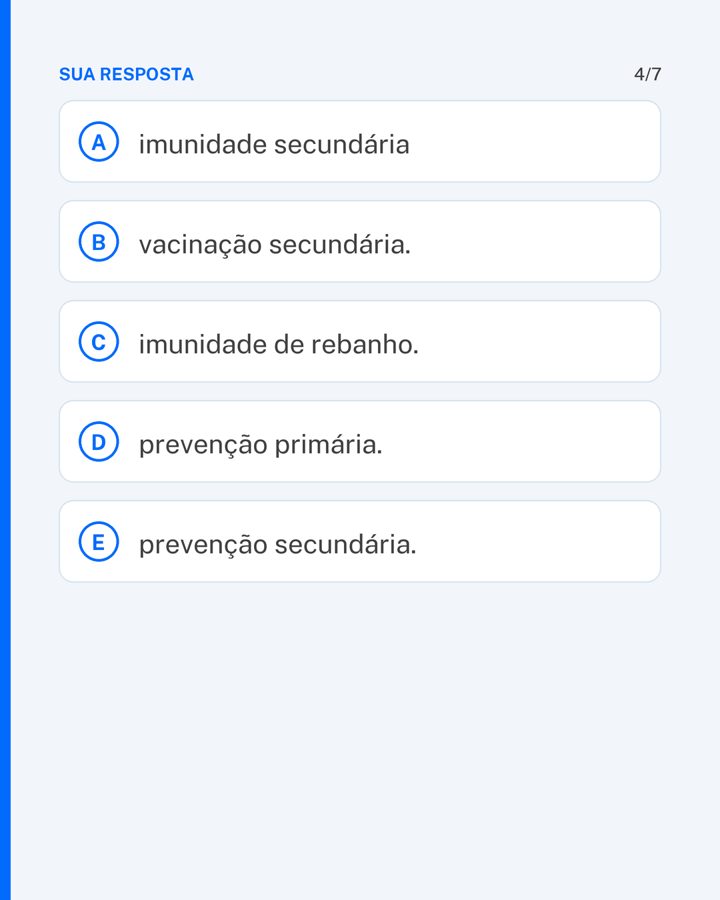 SUA RESPOSTA 4/7
A imunidade secundária
B vacinação secundária.
C imunidade de rebanho.
D prevenção primária.
E prevenção secundária.